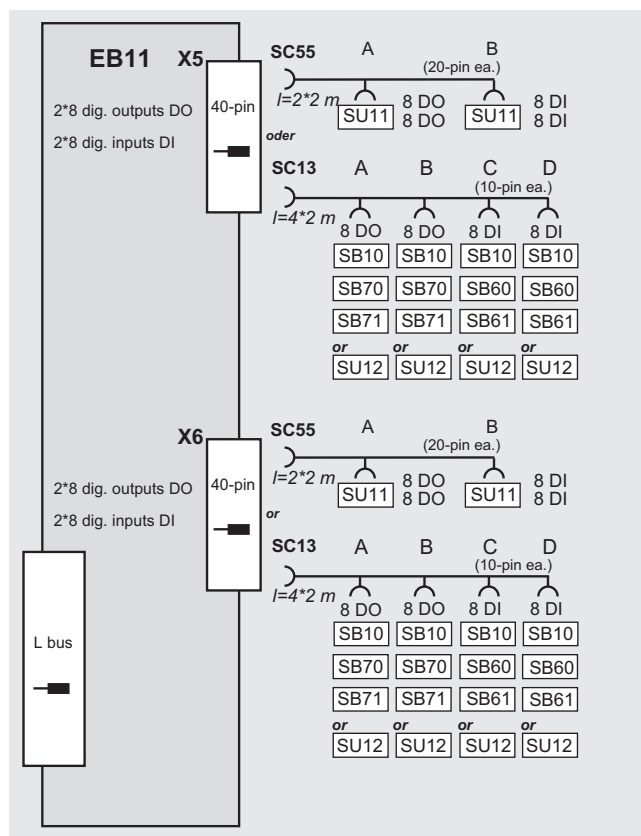 EB11 X5 SC55 A B
(20-pin ea.)
2*8 dig. outputs DO 40-pin l=2*2 m SU11 8 DO SU11 8 DI
8 DO 8 DI
2*8 dig. inputs DI oder
SC13 A B C D
(10-pin ea.)
l=4*2 m
8 DO 8 DO 8 DI 8 DI
SB10 SB10 SB10 SB10
SB70 SB70 SB60 SB60
SB71 SB71 SB61 SB61
or or or or
SU12 SU12 SU12 SU12
X6 SC55 A B
(20-pin ea.)
2*8 dig. outputs DO 40-pin l=2*2 m SU11 8 DO SU11 8 DI
8 DO 8 DI
2*8 dig. inputs DI or
SC13 A B C D
(10-pin ea.)
l=4*2 m
8 DO 8 DO 8 DI 8 DI
SB10 SB10 SB10 SB10
L bus
SB70 SB70 SB60 SB60
SB71 SB71 SB61 SB61
or or or or
SU12 SU12 SU12 SU12